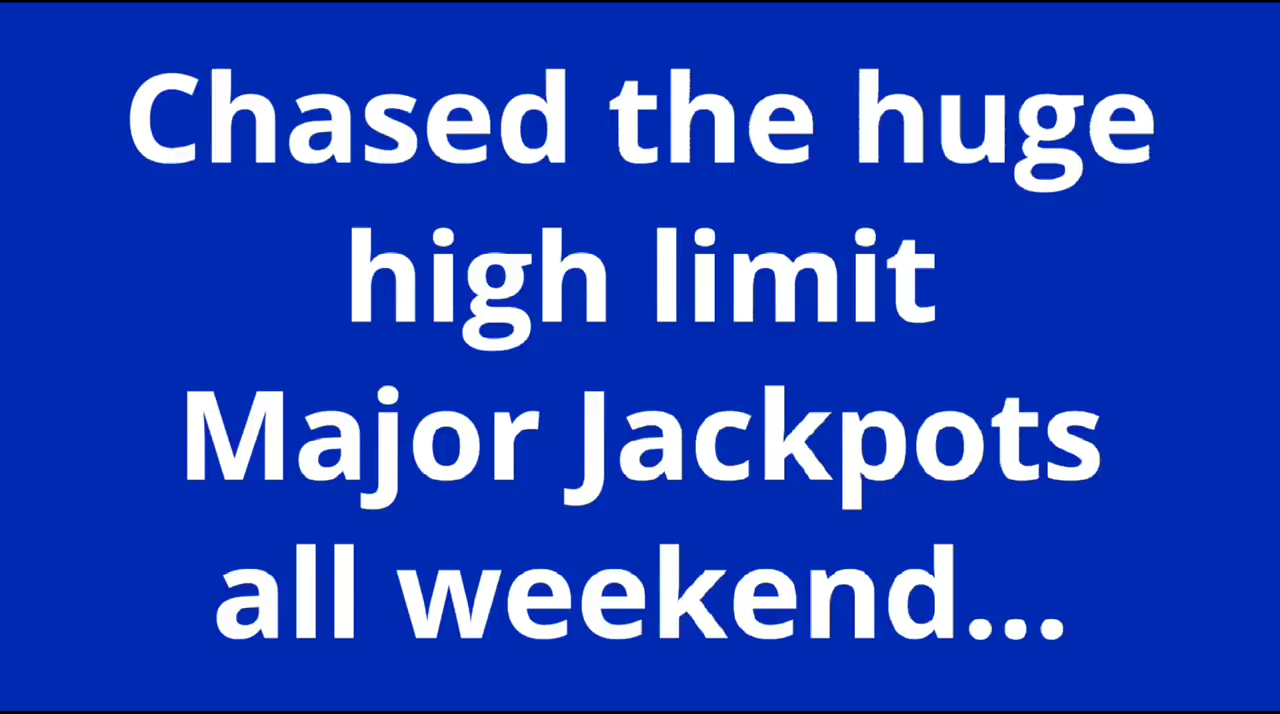 Chased the huge
high limit
Major Jackpots
all weekend...